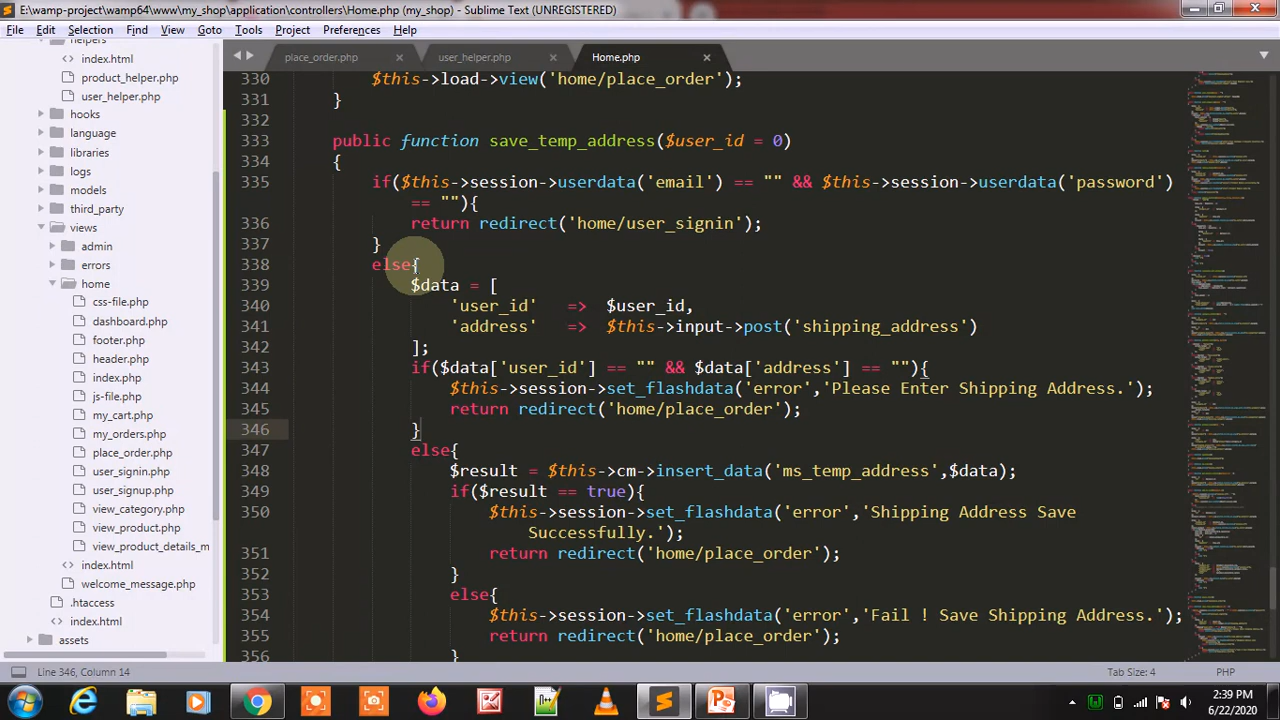 E:\wamp-project\wamp64\www\my_shop\application\controllers\Home.php (my_shop) - Sublime Text (UNREGISTERED)
File Edit Selection Find View Goto Tools Project Preferences Help
place_order.php user_helper.php Home.php
helpers
index.html
product_helper.php
user_helper.php
hooks
language
libraries
logs
models
third_party
views
admin
errors
home
css-file.php
dashboard.php
footer.php
header.php
index.php
js-file.php
my_cart.php
my_orders.php
place_order.php
user_signin.php
user_signup.php
view_category.php
view_product.php
view_product_details_m
index.html
welcome_message.php
.htaccess
index.html
assets
330 $this->load->view('home/place_order');
331 }
332
333 public function save_temp_address($user_id = 0)
334 {
335 if($this->session->userdata('email') == "" && $this->session->userdata('password')
== ""){
336 return redirect('home/user_signin');
337 }
338 else{
339 $data = [
340 'user_id' => $user_id,
341 'address' => $this->input->post('shipping_address')
342 ];
343 if($data['user_id'] == "" && $data['address'] == ""){
344 $this->session->set_flashdata('error','Please Enter Shipping Address.');
345 return redirect('home/place_order');
346 }
347 else{
348 $result = $this->cm->insert_data('ms_temp_address',$data);
349 if($result == true){
350 $this->session->set_flashdata('error','Shipping Address Save
Successfully.');
351 return redirect('home/place_order');
352 }
353 else{
354 $this->session->set_flashdata('error','Fail : Save Shipping Address.');
355 return redirect('home/place_order');
356 }
Line 346, Column 14
Tab Size: 4 PHP
2:39 PM
6/22/2020